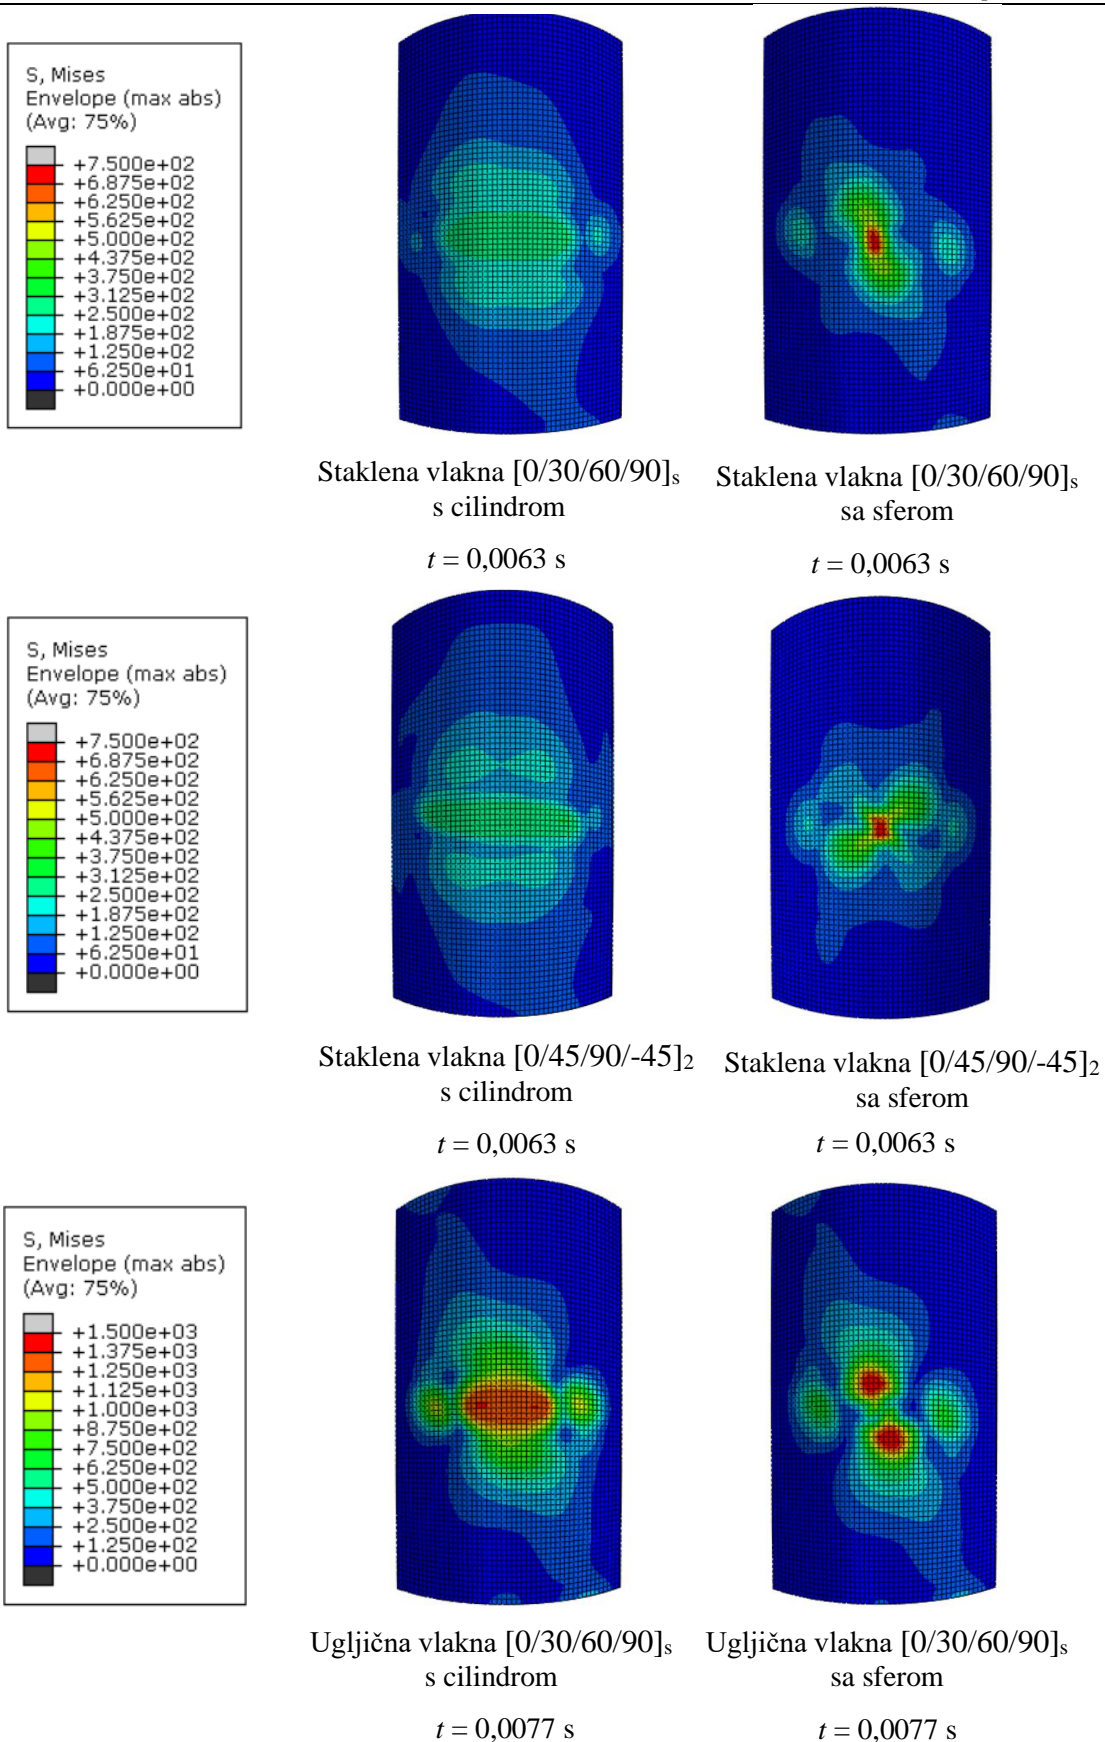 S, Mises
Envelope (max abs)
(Avg: 75%)
+7.500e+02
+6.875e+02
+6.250e+02
+5.625e+02
+5.000e+02
+4.375e+02
+3.750e+02
+3.125e+02
+2.500e+02
+1.875e+02
+1.250e+02
+6.250e+01
+0.000e+00
Staklena vlakna [0/30/60/90]s
s cilindrom
t = 0,0063 s
Staklena vlakna [0/30/60/90]s
sa sferom
t = 0,0063 s
S, Mises
Envelope (max abs)
(Avg: 75%)
+7.500e+02
+6.875e+02
+6.250e+02
+5.625e+02
+5.000e+02
+4.375e+02
+3.750e+02
+3.125e+02
+2.500e+02
+1.875e+02
+1.250e+02
+6.250e+01
+0.000e+00
Staklena vlakna [0/45/90/-45]2
s cilindrom
t = 0,0063 s
Staklena vlakna [0/45/90/-45]2
sa sferom
t = 0,0063 s
S, Mises
Envelope (max abs)
(Avg: 75%)
+1.500e+03
+1.375e+03
+1.250e+03
+1.125e+03
+1.000e+03
+8.750e+02
+7.500e+02
+6.250e+02
+5.000e+02
+3.750e+02
+2.500e+02
+1.250e+02
+0.000e+00
Ugljična vlakna [0/30/60/90]s
s cilindrom
t = 0,0077 s
Ugljična vlakna [0/30/60/90]s
sa sferom
t = 0,0077 s